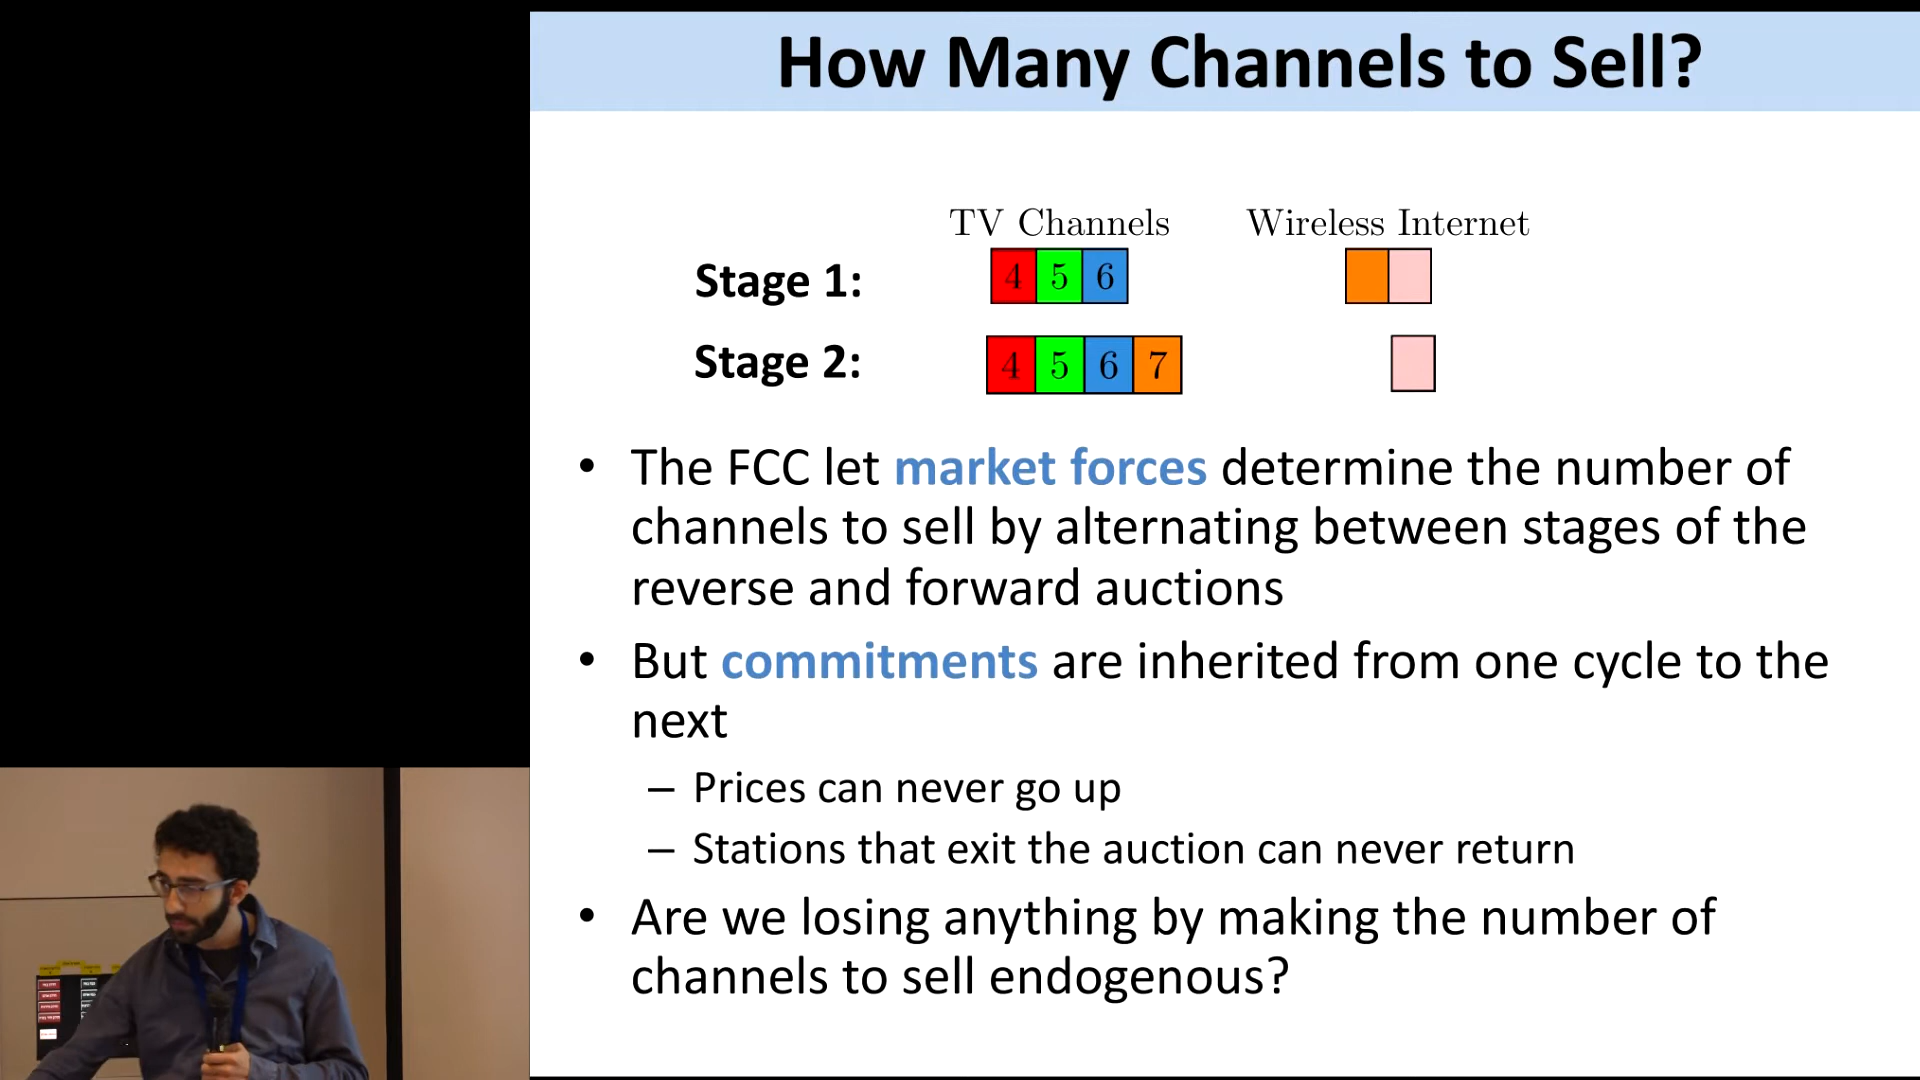 How Many Channels to Sell?
TV Channels Wireless Internet
Stage 1: 4 5 6
Stage 2: 4 5 6 7
• The FCC let market forces determine the number of
channels to sell by alternating between stages of the
reverse and forward auctions
• But commitments are inherited from one cycle to the
next
– Prices can never go up
– Stations that exit the auction can never return
• Are we losing anything by making the number of
channels to sell endogenous?